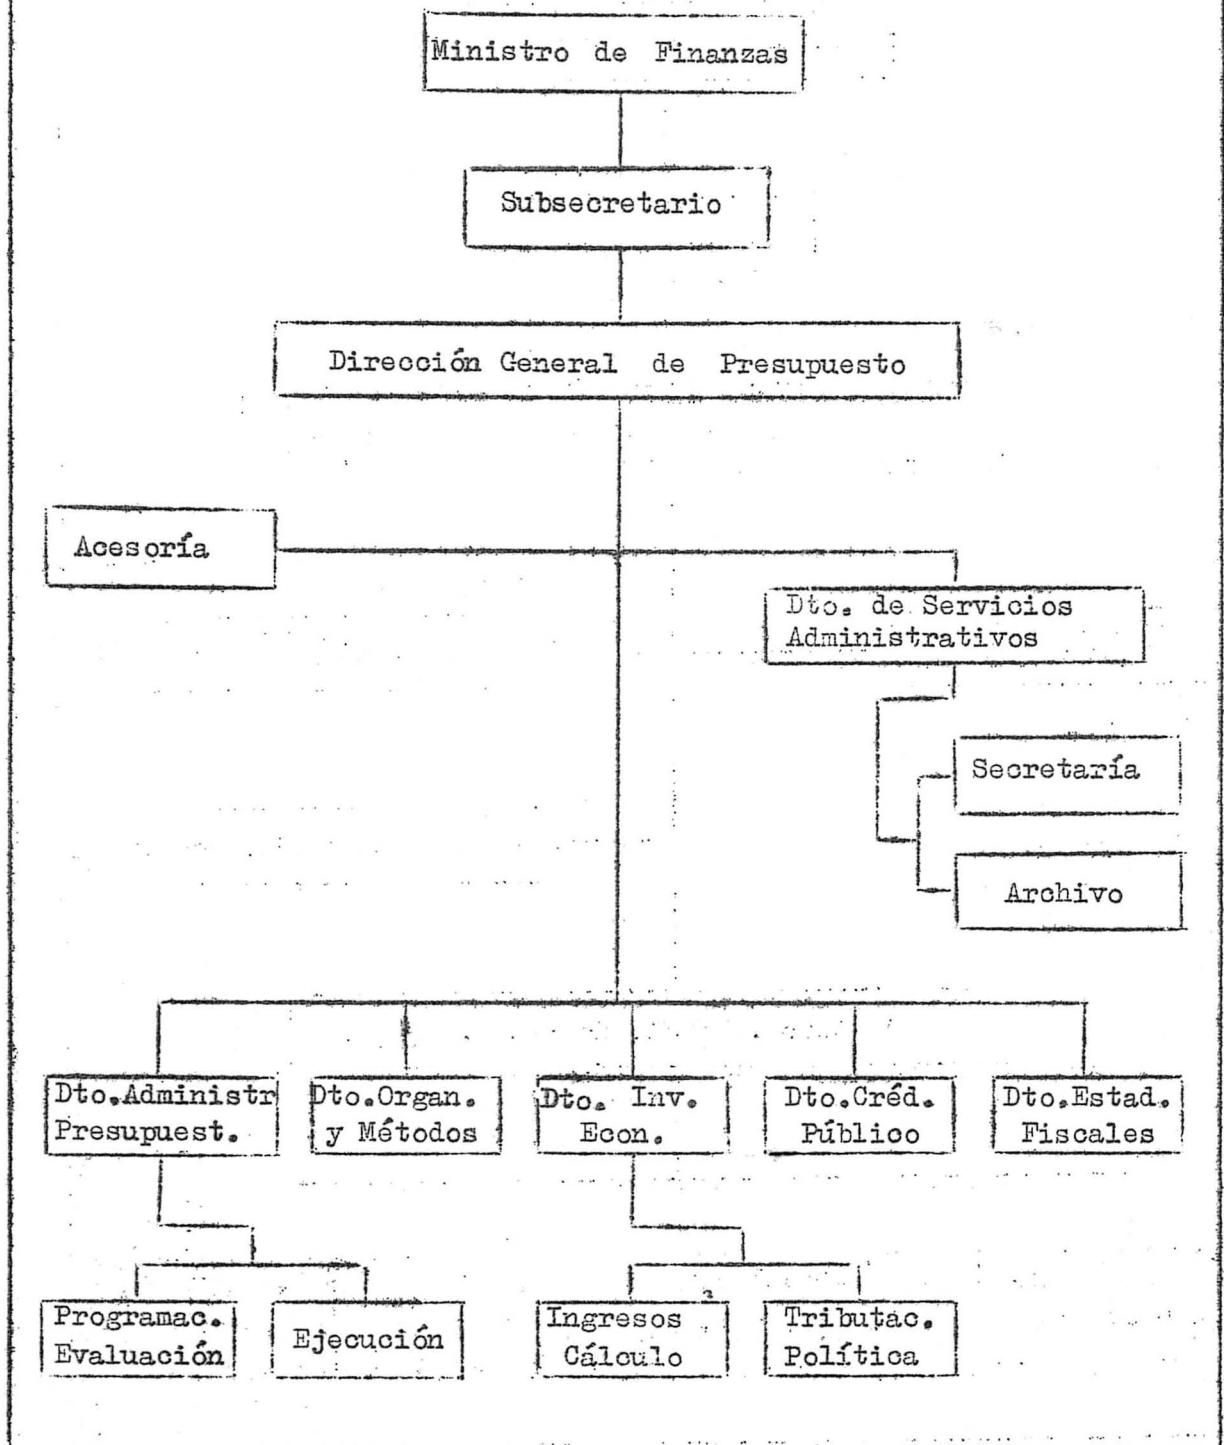 Ministro de Finanzas
Subsecretario
Dirección General de Presupuesto
Acesoría
Dto. de Servicios
Administrativos
Secretaría
Archivo
Dto.Administr
Presupuest.
Dto.Organ.
y Métodos
Dto. Inv.
Econ.
Dto.Créd.
Público
Dto.Estad.
Fiscales
Programac.
Evaluación
Ejecución
Ingresos
Cálculo
Tributac.
Política